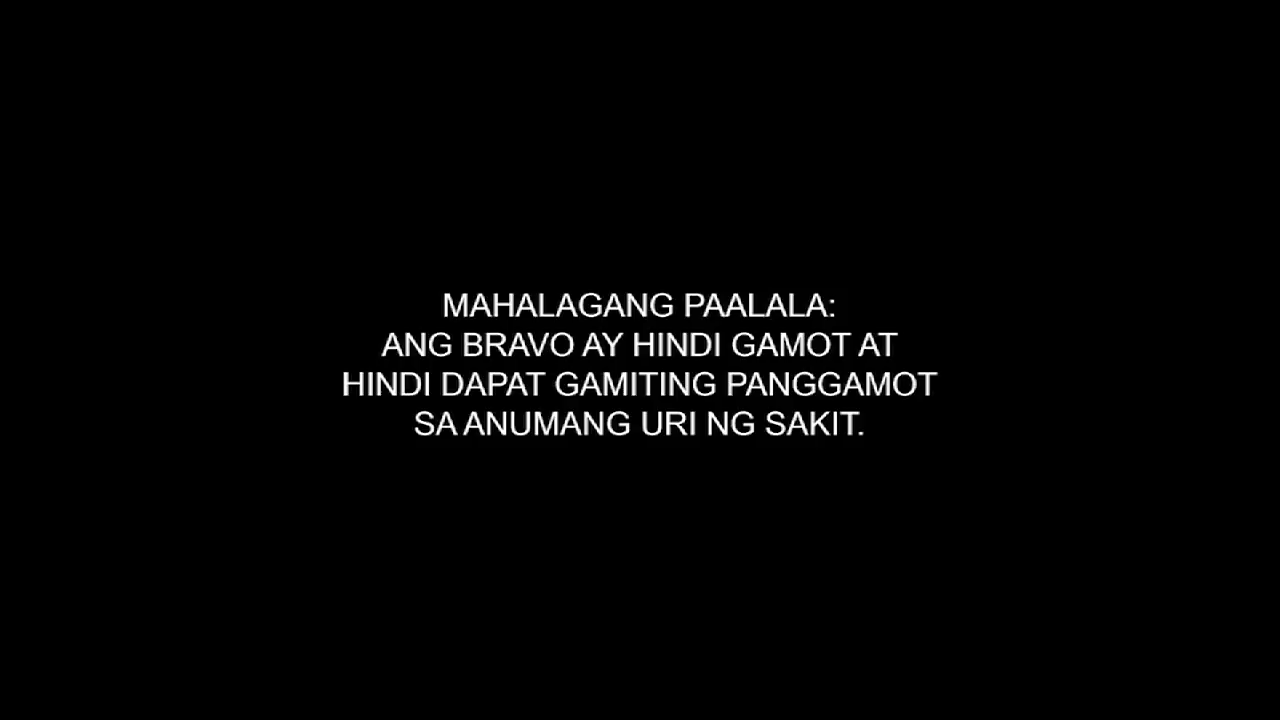 MAHALAGANG PAALALA:
ANG BRAVO AY HINDI GAMOT AT
HINDI DAPAT GAMITING PANGGAMOT
SA ANUMANG URI NG SAKIT.